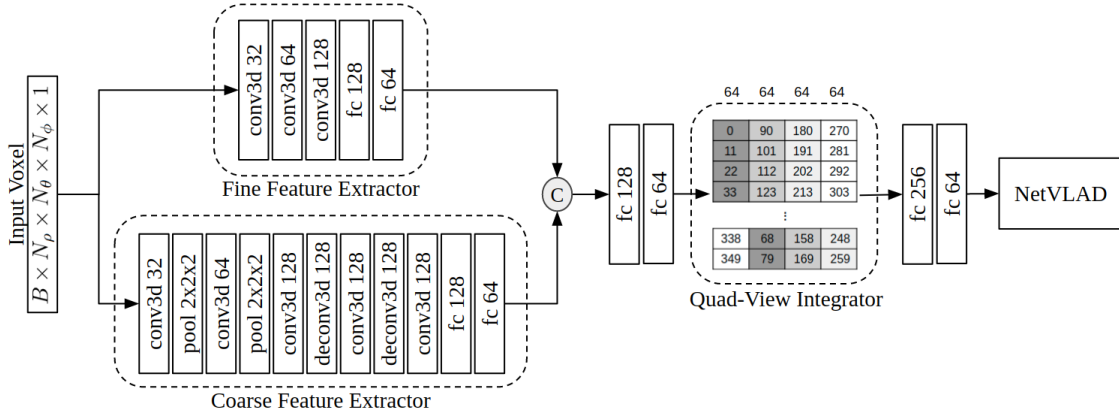 Input Voxel
B × N_ρ × N_θ × N_ϕ × 1
conv3d 32
conv3d 64
conv3d 128
fc 128
fc 64
Fine Feature Extractor
conv3d 32
pool 2x2x2
conv3d 64
pool 2x2x2
conv3d 128
deconv3d 128
conv3d 128
deconv3d 128
conv3d 128
fc 128
fc 64
Coarse Feature Extractor
C
fc 128
fc 64
64 64 64 64
0 90 180 270
11 101 191 281
22 112 202 292
33 123 213 303
⋮
338 68 158 248
349 79 169 259
Quad-View Integrator
fc 256
fc 64
NetVLAD